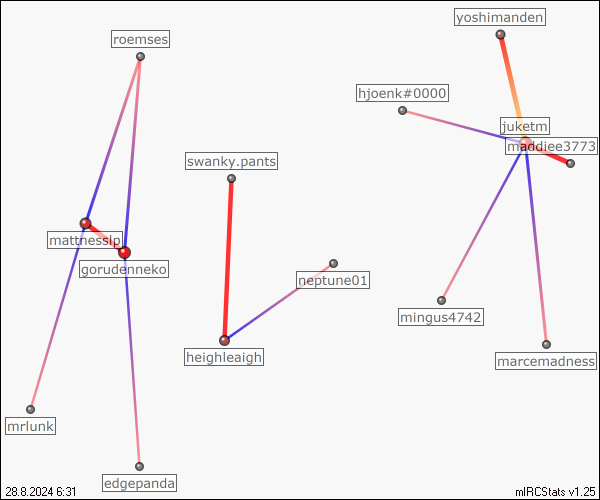 yoshimanden
roemses
hjoenk#0000
juketm
maddiee3773
swanky.pants
mattnesslp
gorudenneko
neptune01
mingus4742
heighleaigh
marcemadness
mrlunk
edgepanda
28.8.2024 6:31
mIRCStats v1.25